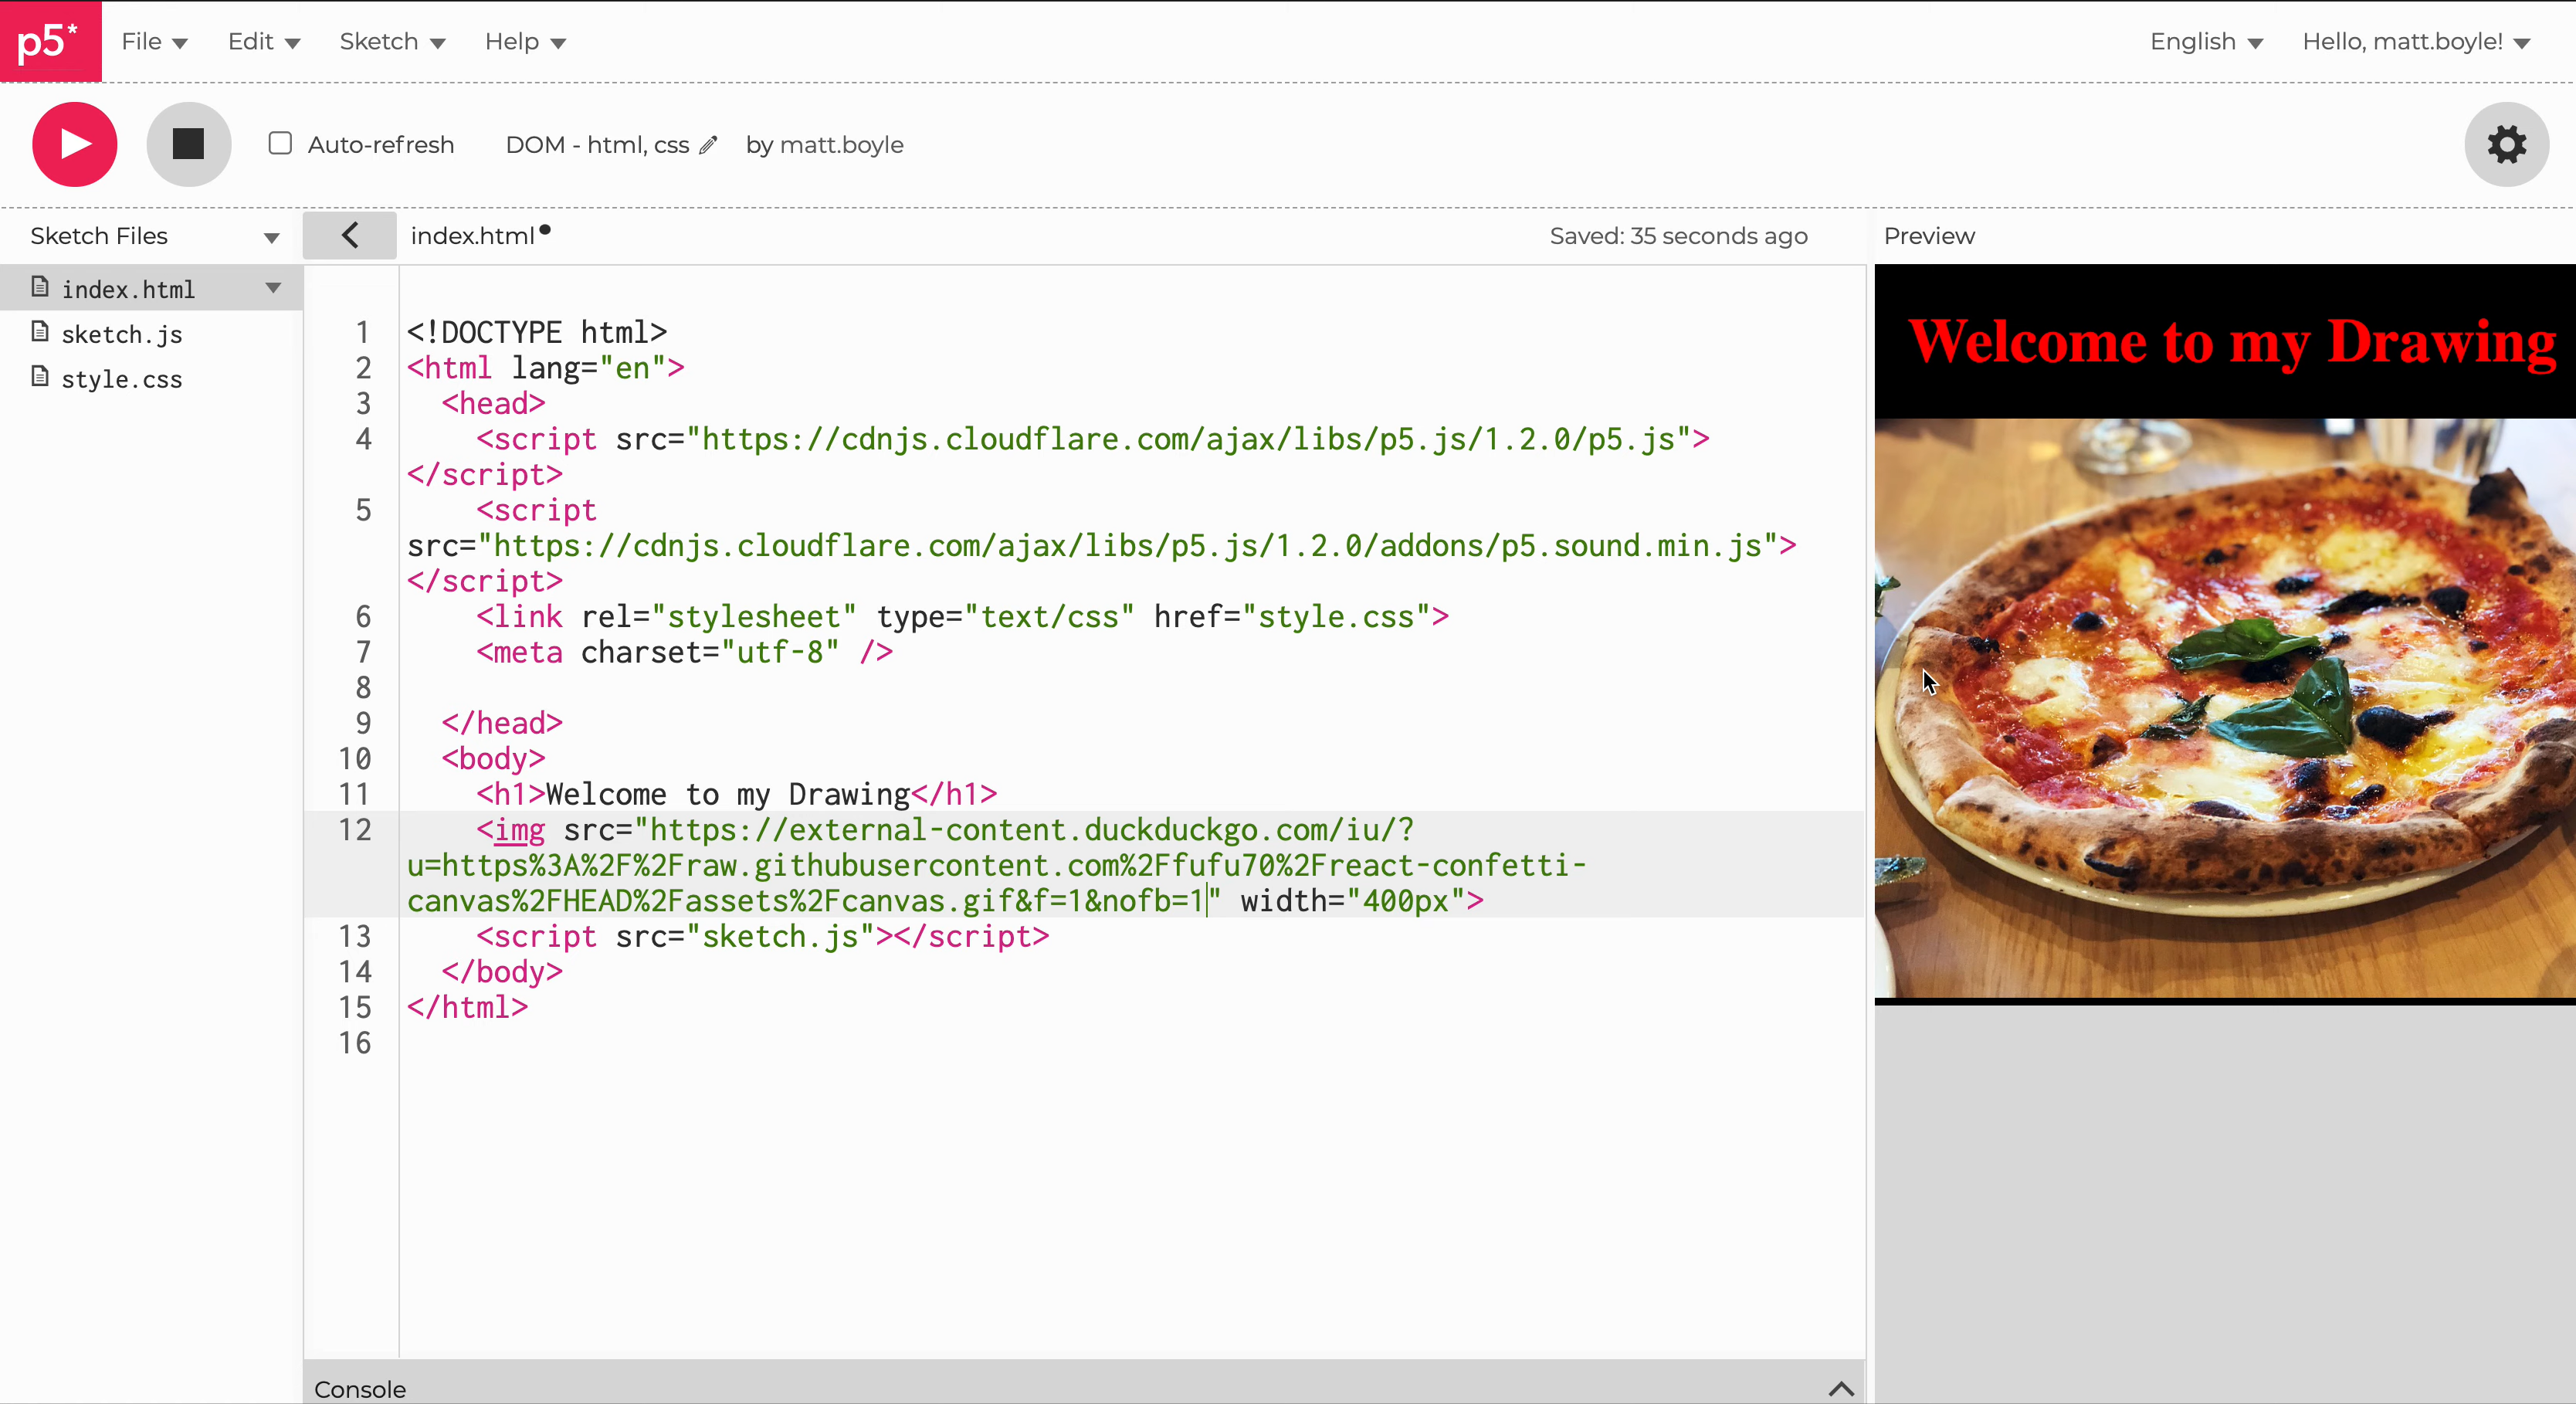 p5* File Edit Sketch Help English Hello, matt.boyle!
Auto-refresh DOM - html, css by matt.boyle
Sketch Files index.html Saved: 35 seconds ago Preview
index.html
sketch.js
style.css
1 <!DOCTYPE html>
2 <html lang="en">
3 <head>
4 <script src="https://cdnjs.cloudflare.com/ajax/libs/p5.js/1.2.0/p5.js">
</script>
5 <script
src="https://cdnjs.cloudflare.com/ajax/libs/p5.js/1.2.0/addons/p5.sound.min.js">
</script>
6 <link rel="stylesheet" type="text/css" href="style.css">
7 <meta charset="utf-8" />
8
9 </head>
10 <body>
11 <h1>Welcome to my Drawing</h1>
12 <img src="https://external-content.duckduckgo.com/iu/?
u=https%3A%2F%2Fraw.githubusercontent.com%2Ffufu70%2Freact-confetti-
canvas%2FHEAD%2Fassets%2Fcanvas.gif&f=1&nofb=1" width="400px">
13 <script src="sketch.js"></script>
14 </body>
15 </html>
16
Console
Welcome to my Drawing